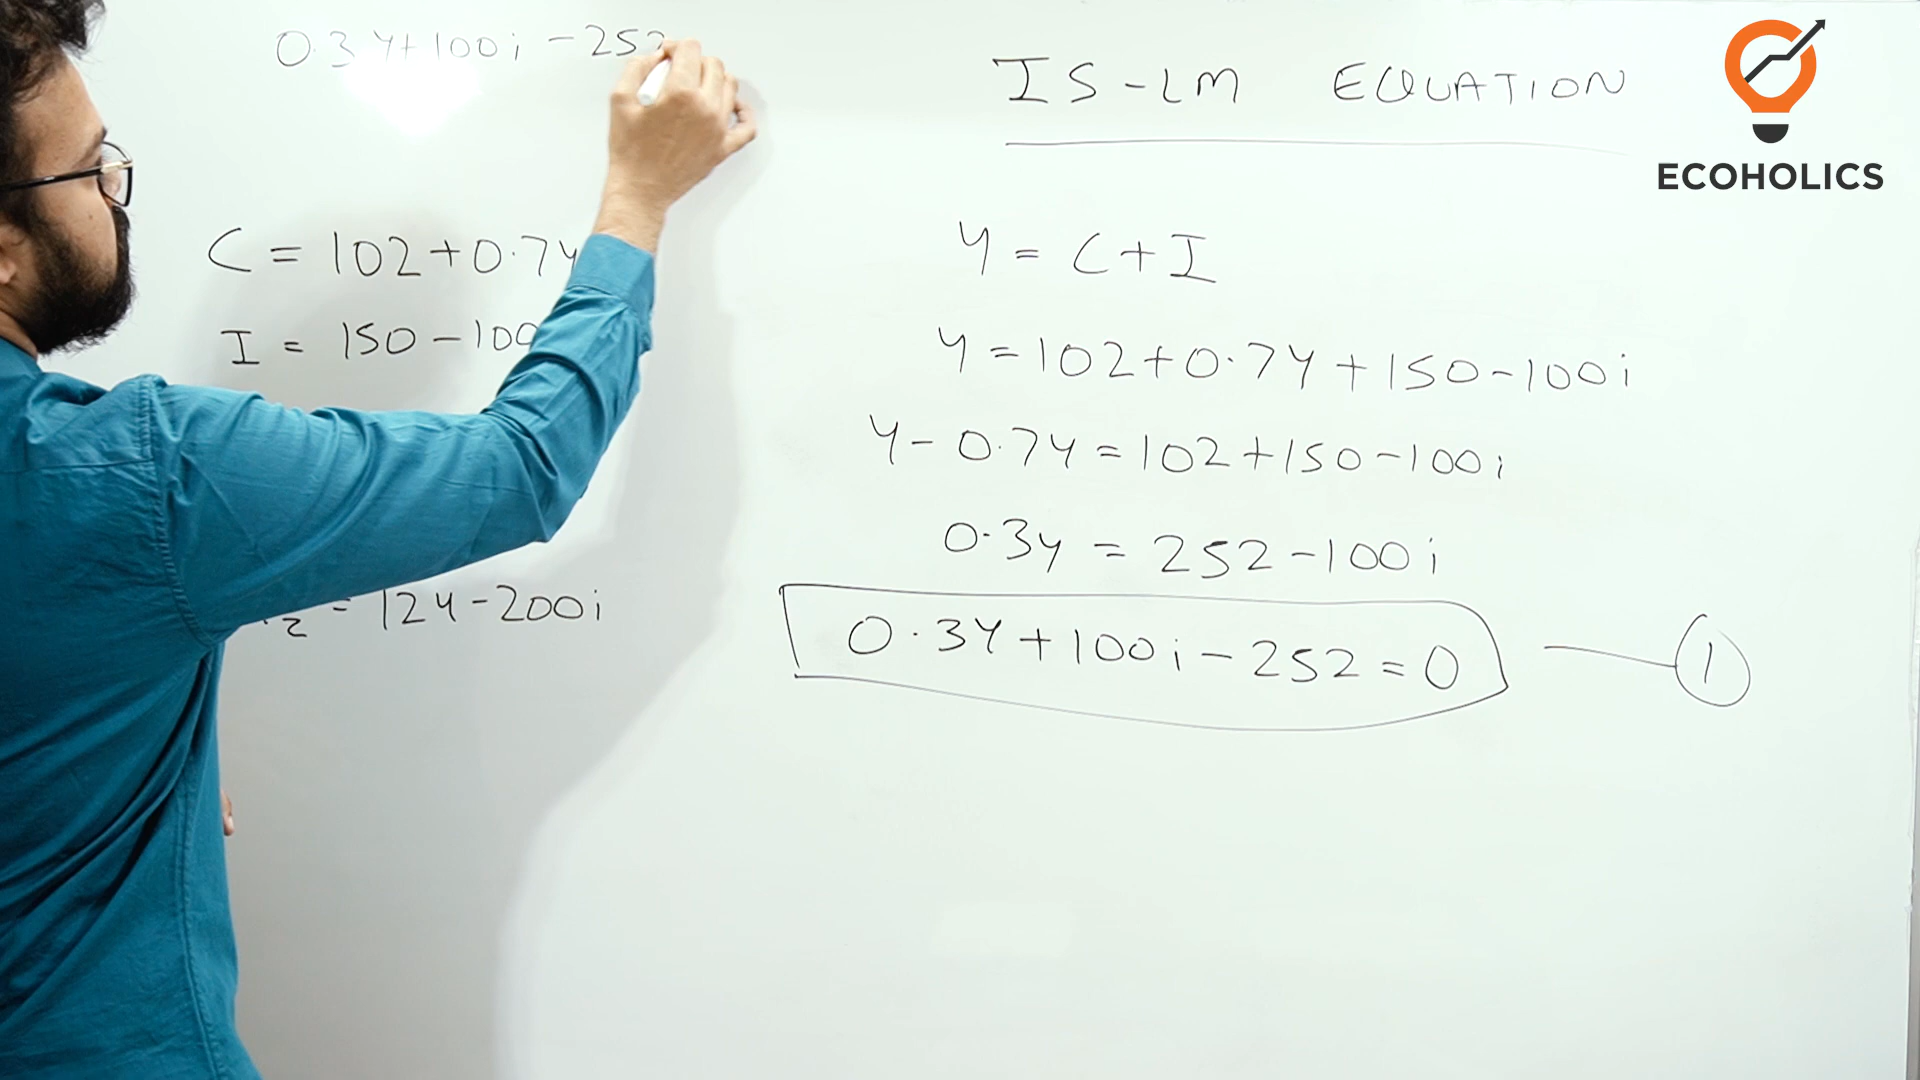 0.3Y+100i-252
IS-LM EQUATION
ECOHOLICS
C = 102+0.7Y
I = 150-100
2 = 124-200i
Y = C+I
Y=102+0.7Y+150-100i
Y-0.7Y=102+150-100i
0.3Y = 252-100i
0.3Y+100i-252=0 — 1